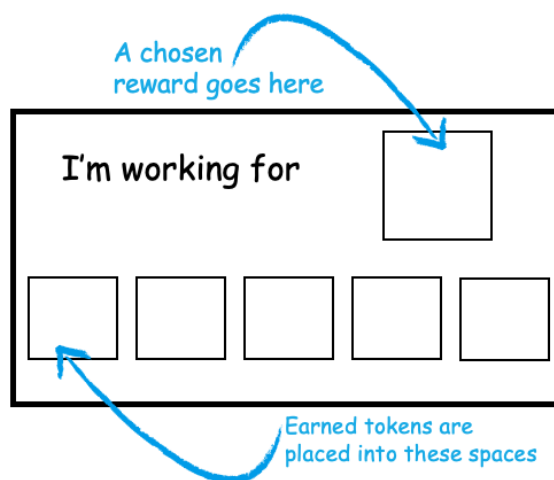 A chosen
reward goes here
I'm working for
Earned tokens are
placed into these spaces